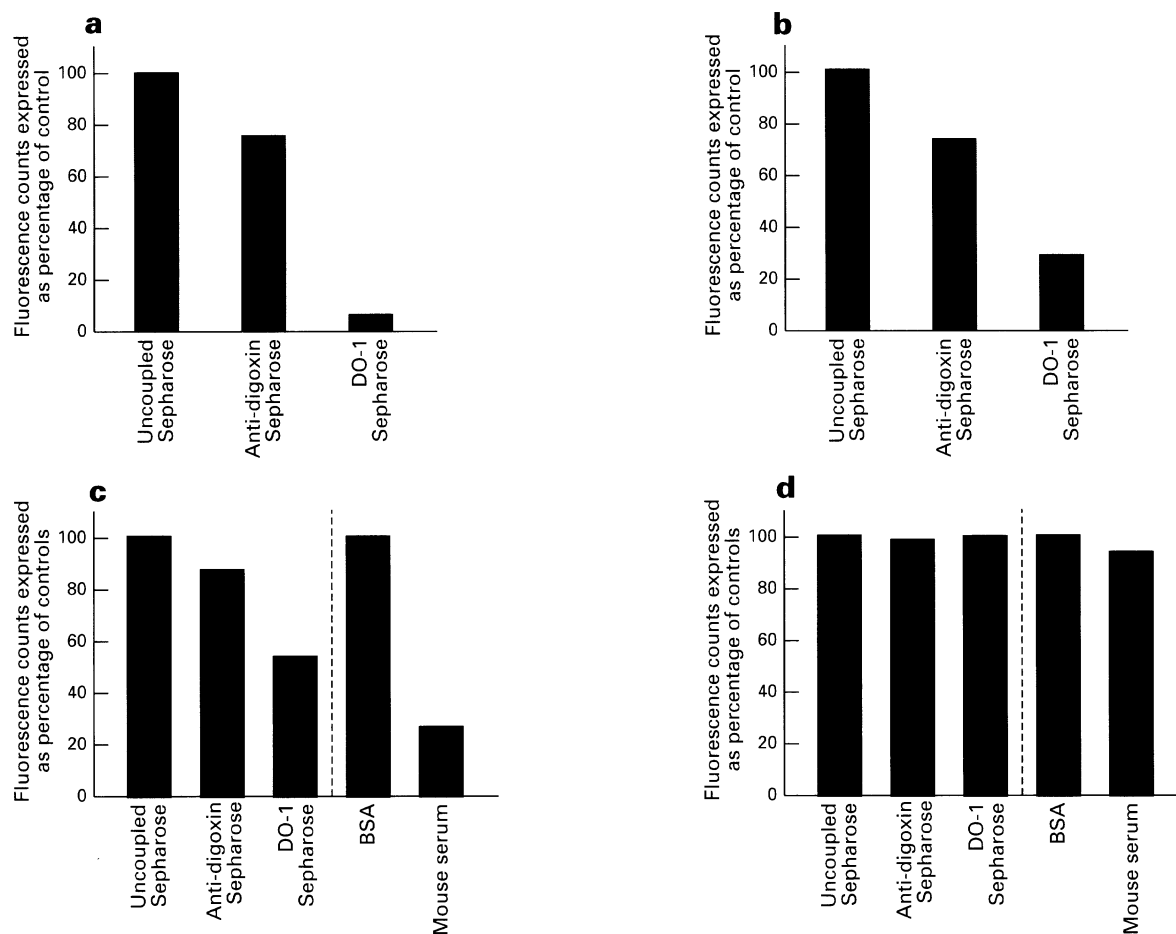 a
Fluorescence counts expressed
as percentage of control
100
80
60
40
20
0
Uncoupled
Sepharose
Anti-digoxin
Sepharose
DO-1
Sepharose
b
Fluorescence counts expressed
as percentage of control
100
80
60
40
20
0
Uncoupled
Sepharose
Anti-digoxin
Sepharose
DO-1
Sepharose
c
Fluorescence counts expressed
as percentage of controls
100
80
60
40
20
0
Uncoupled
Sepharose
Anti-digoxin
Sepharose
DO-1
Sepharose
BSA
Mouse serum
d
Fluorescence counts expressed
as percentage of controls
100
80
60
40
20
0
Uncoupled
Sepharose
Anti-digoxin
Sepharose
DO-1
Sepharose
BSA
Mouse serum